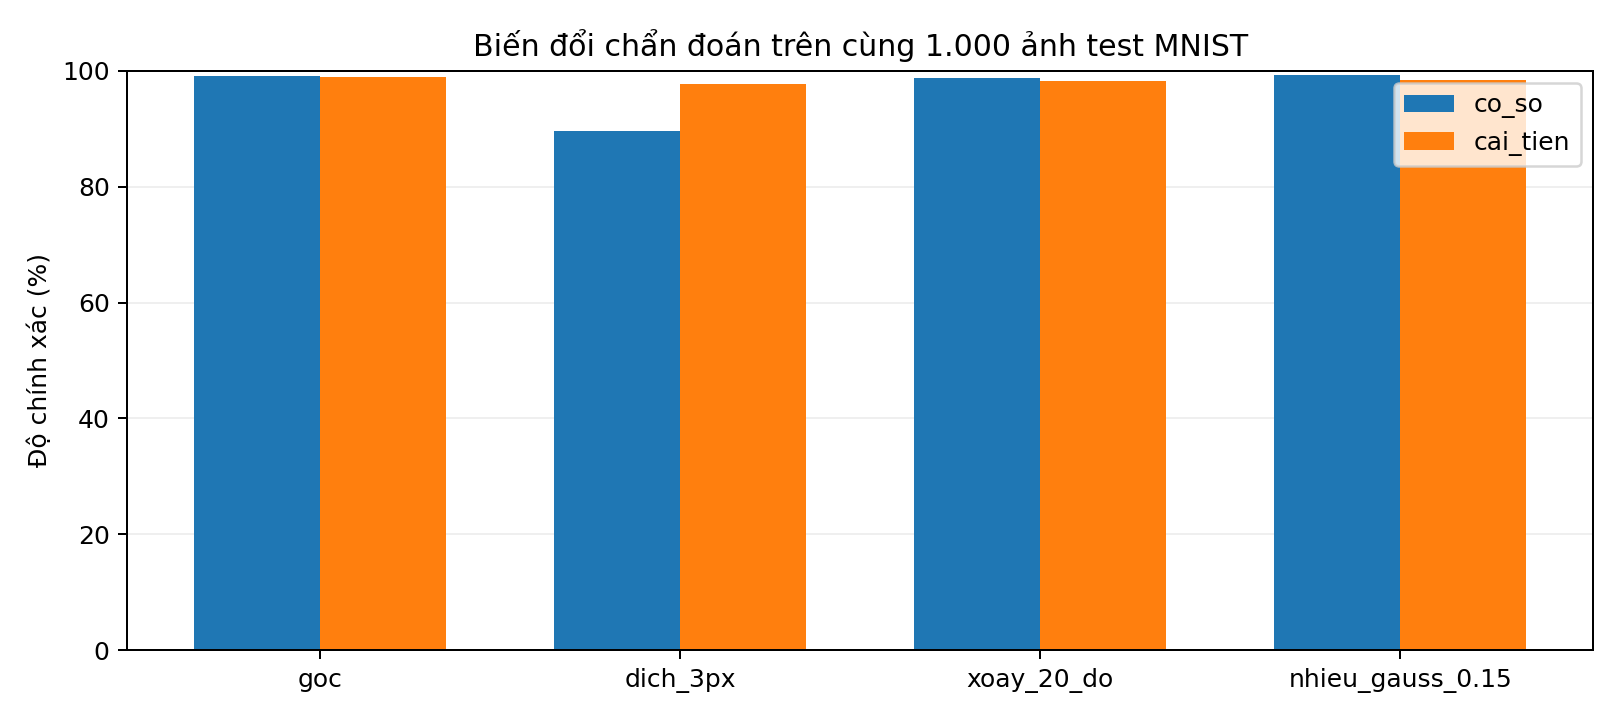 Biến đổi chẩn đoán trên cùng 1.000 ảnh test MNIST
Độ chính xác (%)
100
80
60
40
20
0
co_so
cai_tien
goc
dich_3px
xoay_20_do
nhieu_gauss_0.15